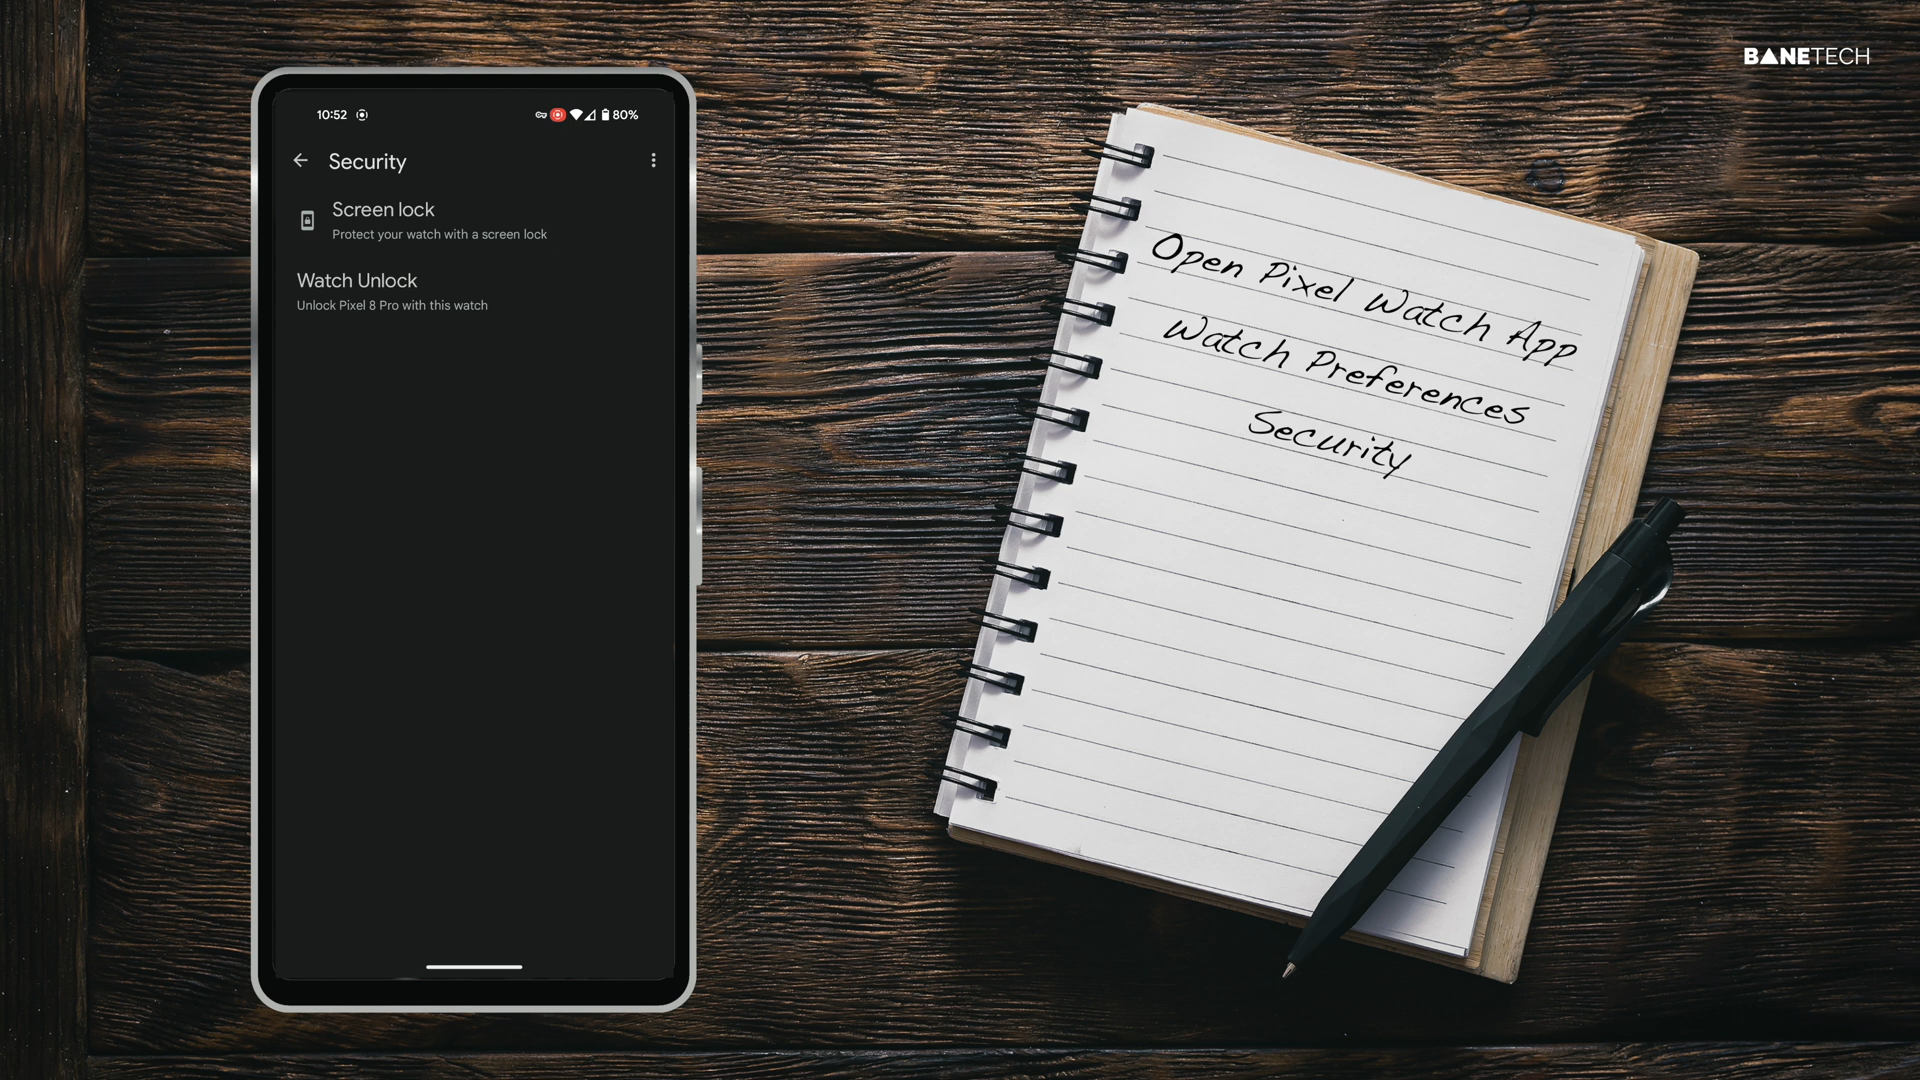 BANETECH
10:52
80%
Security
Screen lock
Protect your watch with a screen lock
Watch Unlock
Unlock Pixel 8 Pro with this watch
Open Pixel Watch App
Watch Preferences
Security